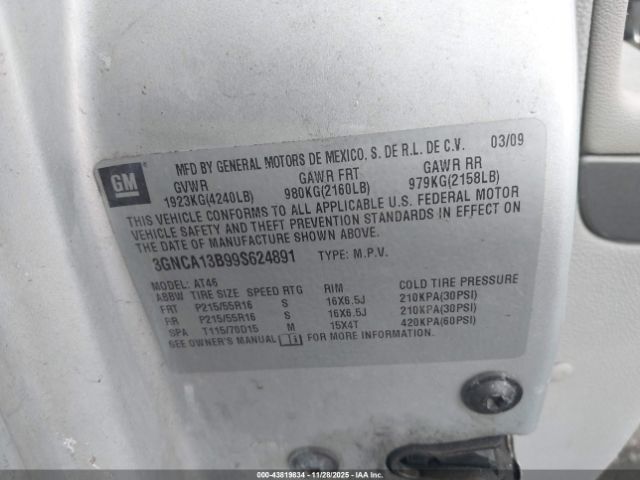 MFD BY GENERAL MOTORS DE MEXICO, S. DE R.L. DE C.V. 03/09
GM
GVWR GAWR FRT GAWR RR
1923KG(4240LB) 980KG(2160LB) 979KG(2158LB)
THIS VEHICLE CONFORMS TO ALL APPLICABLE U.S. FEDERAL MOTOR
VEHICLE SAFETY AND THEFT STANDARDS IN EFFECT ON THE
DATE OF MANUFACTURE SHOWN ABOVE.
3GNCA13B99S624891 TYPE: M.P.V.
MODEL: AT46
ABBW TIRE SIZE SPEED RTG RIM COLD TIRE PRESSURE
FRT P215/55R16 S 16X6.5J 210KPA(30PSI)
RR P215/55R16 S 16X6.5J 210KPA(30PSI)
SPA T115/70D15 M 15X4T 420KPA(60PSI)
SEE OWNER'S MANUAL FOR MORE INFORMATION.
00-43819834 | 11/28/2025 | IAAI.COM